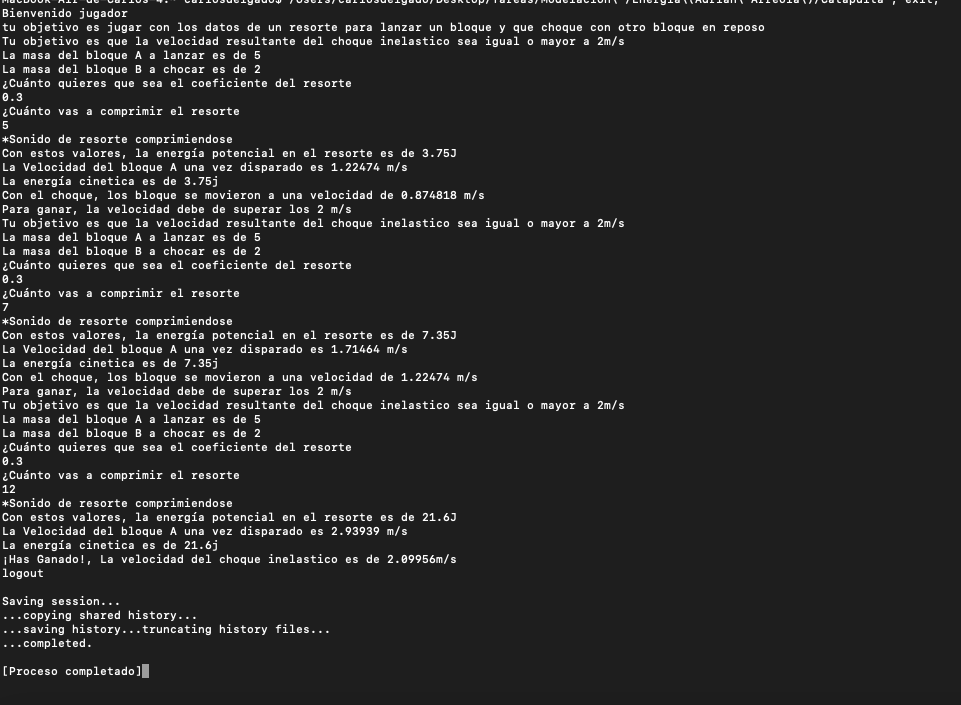 Bienvenido jugador
tu objetivo es jugar con los datos de un resorte para lanzar un bloque y que choque con otro bloque en reposo
Tu objetivo es que la velocidad resultante del choque inelastico sea igual o mayor a 2m/s
La masa del bloque A a lanzar es de 5
La masa del bloque B a chocar es de 2
¿Cuánto quieres que sea el coeficiente del resorte
0.3
¿Cuánto vas a comprimir el resorte
5
*Sonido de resorte comprimiendose
Con estos valores, la energía potencial en el resorte es de 3.75J
La Velocidad del bloque A una vez disparado es 1.22474 m/s
La energía cinetica es de 3.75j
Con el choque, los bloque se movieron a una velocidad de 0.874818 m/s
Para ganar, la velocidad debe de superar los 2 m/s
Tu objetivo es que la velocidad resultante del choque inelastico sea igual o mayor a 2m/s
La masa del bloque A a lanzar es de 5
La masa del bloque B a chocar es de 2
¿Cuánto quieres que sea el coeficiente del resorte
0.3
¿Cuánto vas a comprimir el resorte
7
*Sonido de resorte comprimiendose
Con estos valores, la energía potencial en el resorte es de 7.35J
La Velocidad del bloque A una vez disparado es 1.71464 m/s
La energía cinetica es de 7.35j
Con el choque, los bloque se movieron a una velocidad de 1.22474 m/s
Para ganar, la velocidad debe de superar los 2 m/s
Tu objetivo es que la velocidad resultante del choque inelastico sea igual o mayor a 2m/s
La masa del bloque A a lanzar es de 5
La masa del bloque B a chocar es de 2
¿Cuánto quieres que sea el coeficiente del resorte
0.3
¿Cuánto vas a comprimir el resorte
12
*Sonido de resorte comprimiendose
Con estos valores, la energía potencial en el resorte es de 21.6J
La Velocidad del bloque A una vez disparado es 2.93939 m/s
La energía cinetica es de 21.6j
¡Has Ganado!, La velocidad del choque inelastico es de 2.09956m/s
logout
Saving session...
...copying shared history...
...saving history...truncating history files...
...completed.
[Proceso completado]